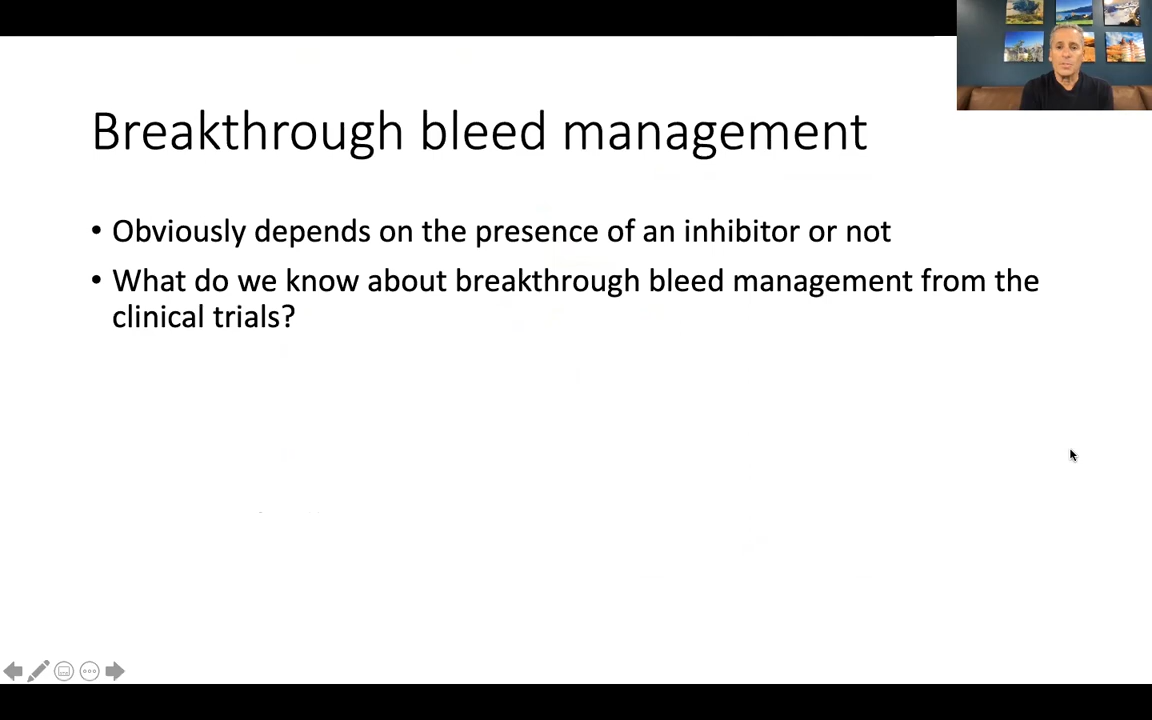 Breakthrough bleed management
• Obviously depends on the presence of an inhibitor or not
• What do we know about breakthrough bleed management from the
clinical trials?